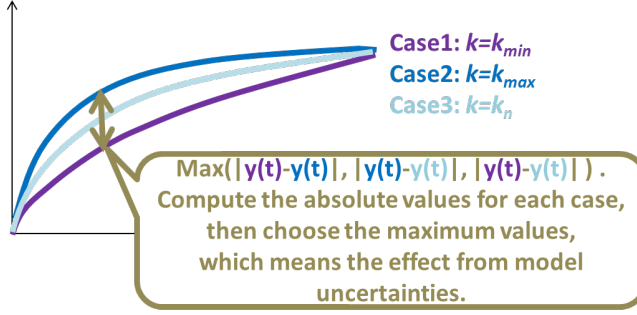 Case1: k=kmin
Case2: k=kmax
Case3: k=kn
Max(|y(t)-y(t)|,|y(t)-y(t)|,|y(t)-y(t)|) .
Compute the absolute values for each case,
then choose the maximum values,
which means the effect from model
uncertainties.